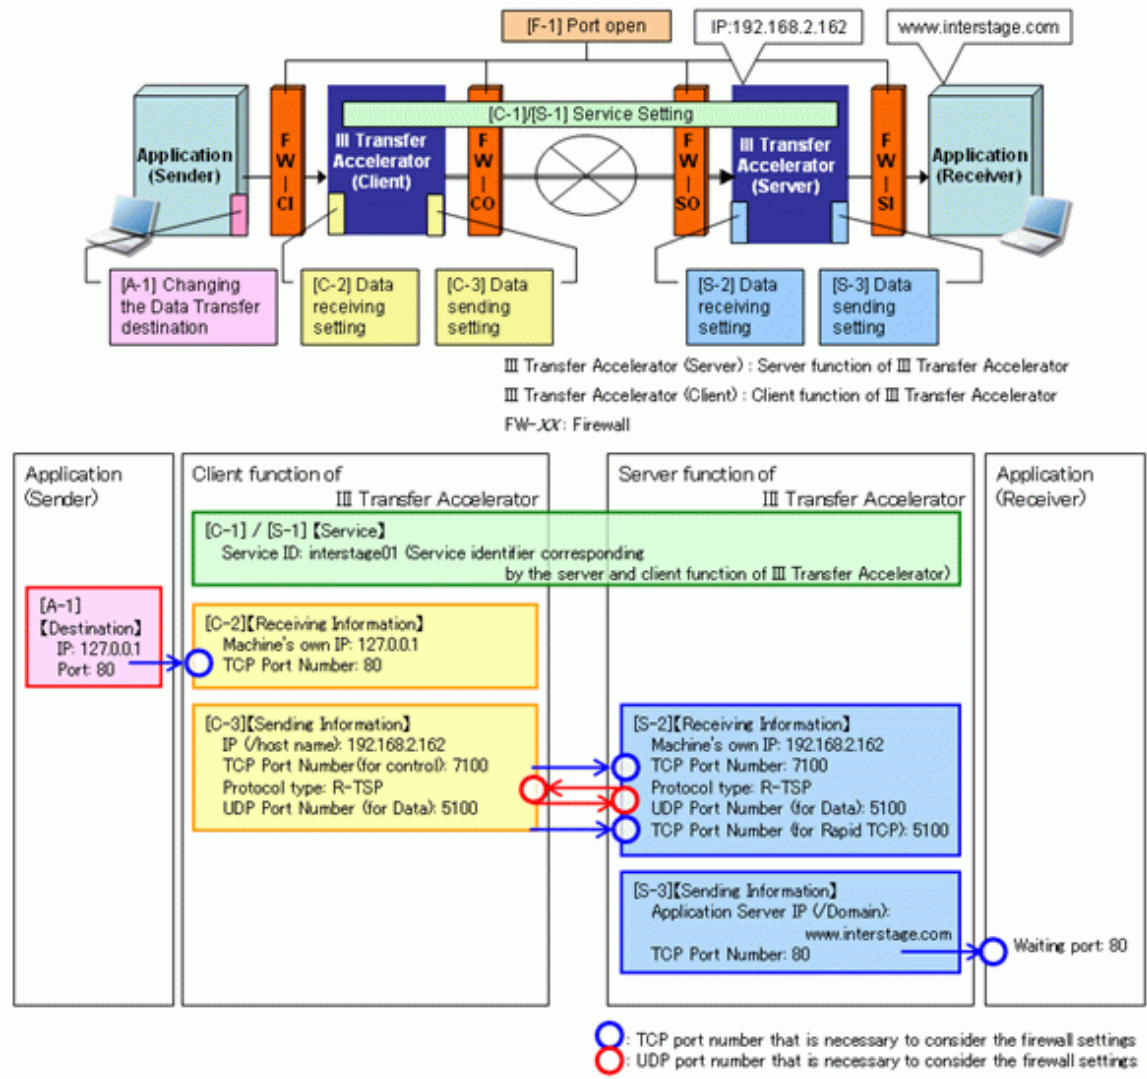 [F-1] Port open
IP:192.168.2.162
www.interstage.com
[C-1]/[S-1] Service Setting
Application
(Sender)
FW-CI
Ⅲ Transfer
Accelerator
(Client)
FW-CO
FW-SO
Ⅲ Transfer
Accelerator
(Server)
FW-SI
Application
(Receiver)
[A-1] Changing
the Data Transfer
destination
[C-2] Data
receiving
setting
[C-3] Data
sending
setting
[S-2] Data
receiving
setting
[S-3] Data
sending
setting
Ⅲ Transfer Accelerator (Server) : Server function of Ⅲ Transfer Accelerator
Ⅲ Transfer Accelerator (Client) : Client function of Ⅲ Transfer Accelerator
FW-XX : Firewall
Application
(Sender)
Client function of
Ⅲ Transfer Accelerator
Server function of
Ⅲ Transfer Accelerator
Application
(Receiver)
[C-1] / [S-1]【Service】
Service ID: interstage01 (Service identifier corresponding
by the server and client function of Ⅲ Transfer Accelerator)
[A-1]
【Destination】
IP: 127.0.0.1
Port: 80
[C-2]【Receiving Information】
Machine's own IP: 127.0.0.1
TCP Port Number: 80
[C-3]【Sending Information】
IP (/host name): 192.168.2.162
TCP Port Number(for control): 7100
Protocol type: R-TSP
UDP Port Number (for Data): 5100
[S-2]【Receiving Information】
Machine's own IP: 192.168.2.162
TCP Port Number: 7100
Protocol type: R-TSP
UDP Port Number (for Data): 5100
TCP Port Number (for Rapid TCP): 5100
[S-3]【Sending Information】
Application Server IP (/Domain):
www.interstage.com
TCP Port Number: 80
Waiting port: 80
: TCP port number that is necessary to consider the firewall settings
: UDP port number that is necessary to consider the firewall settings